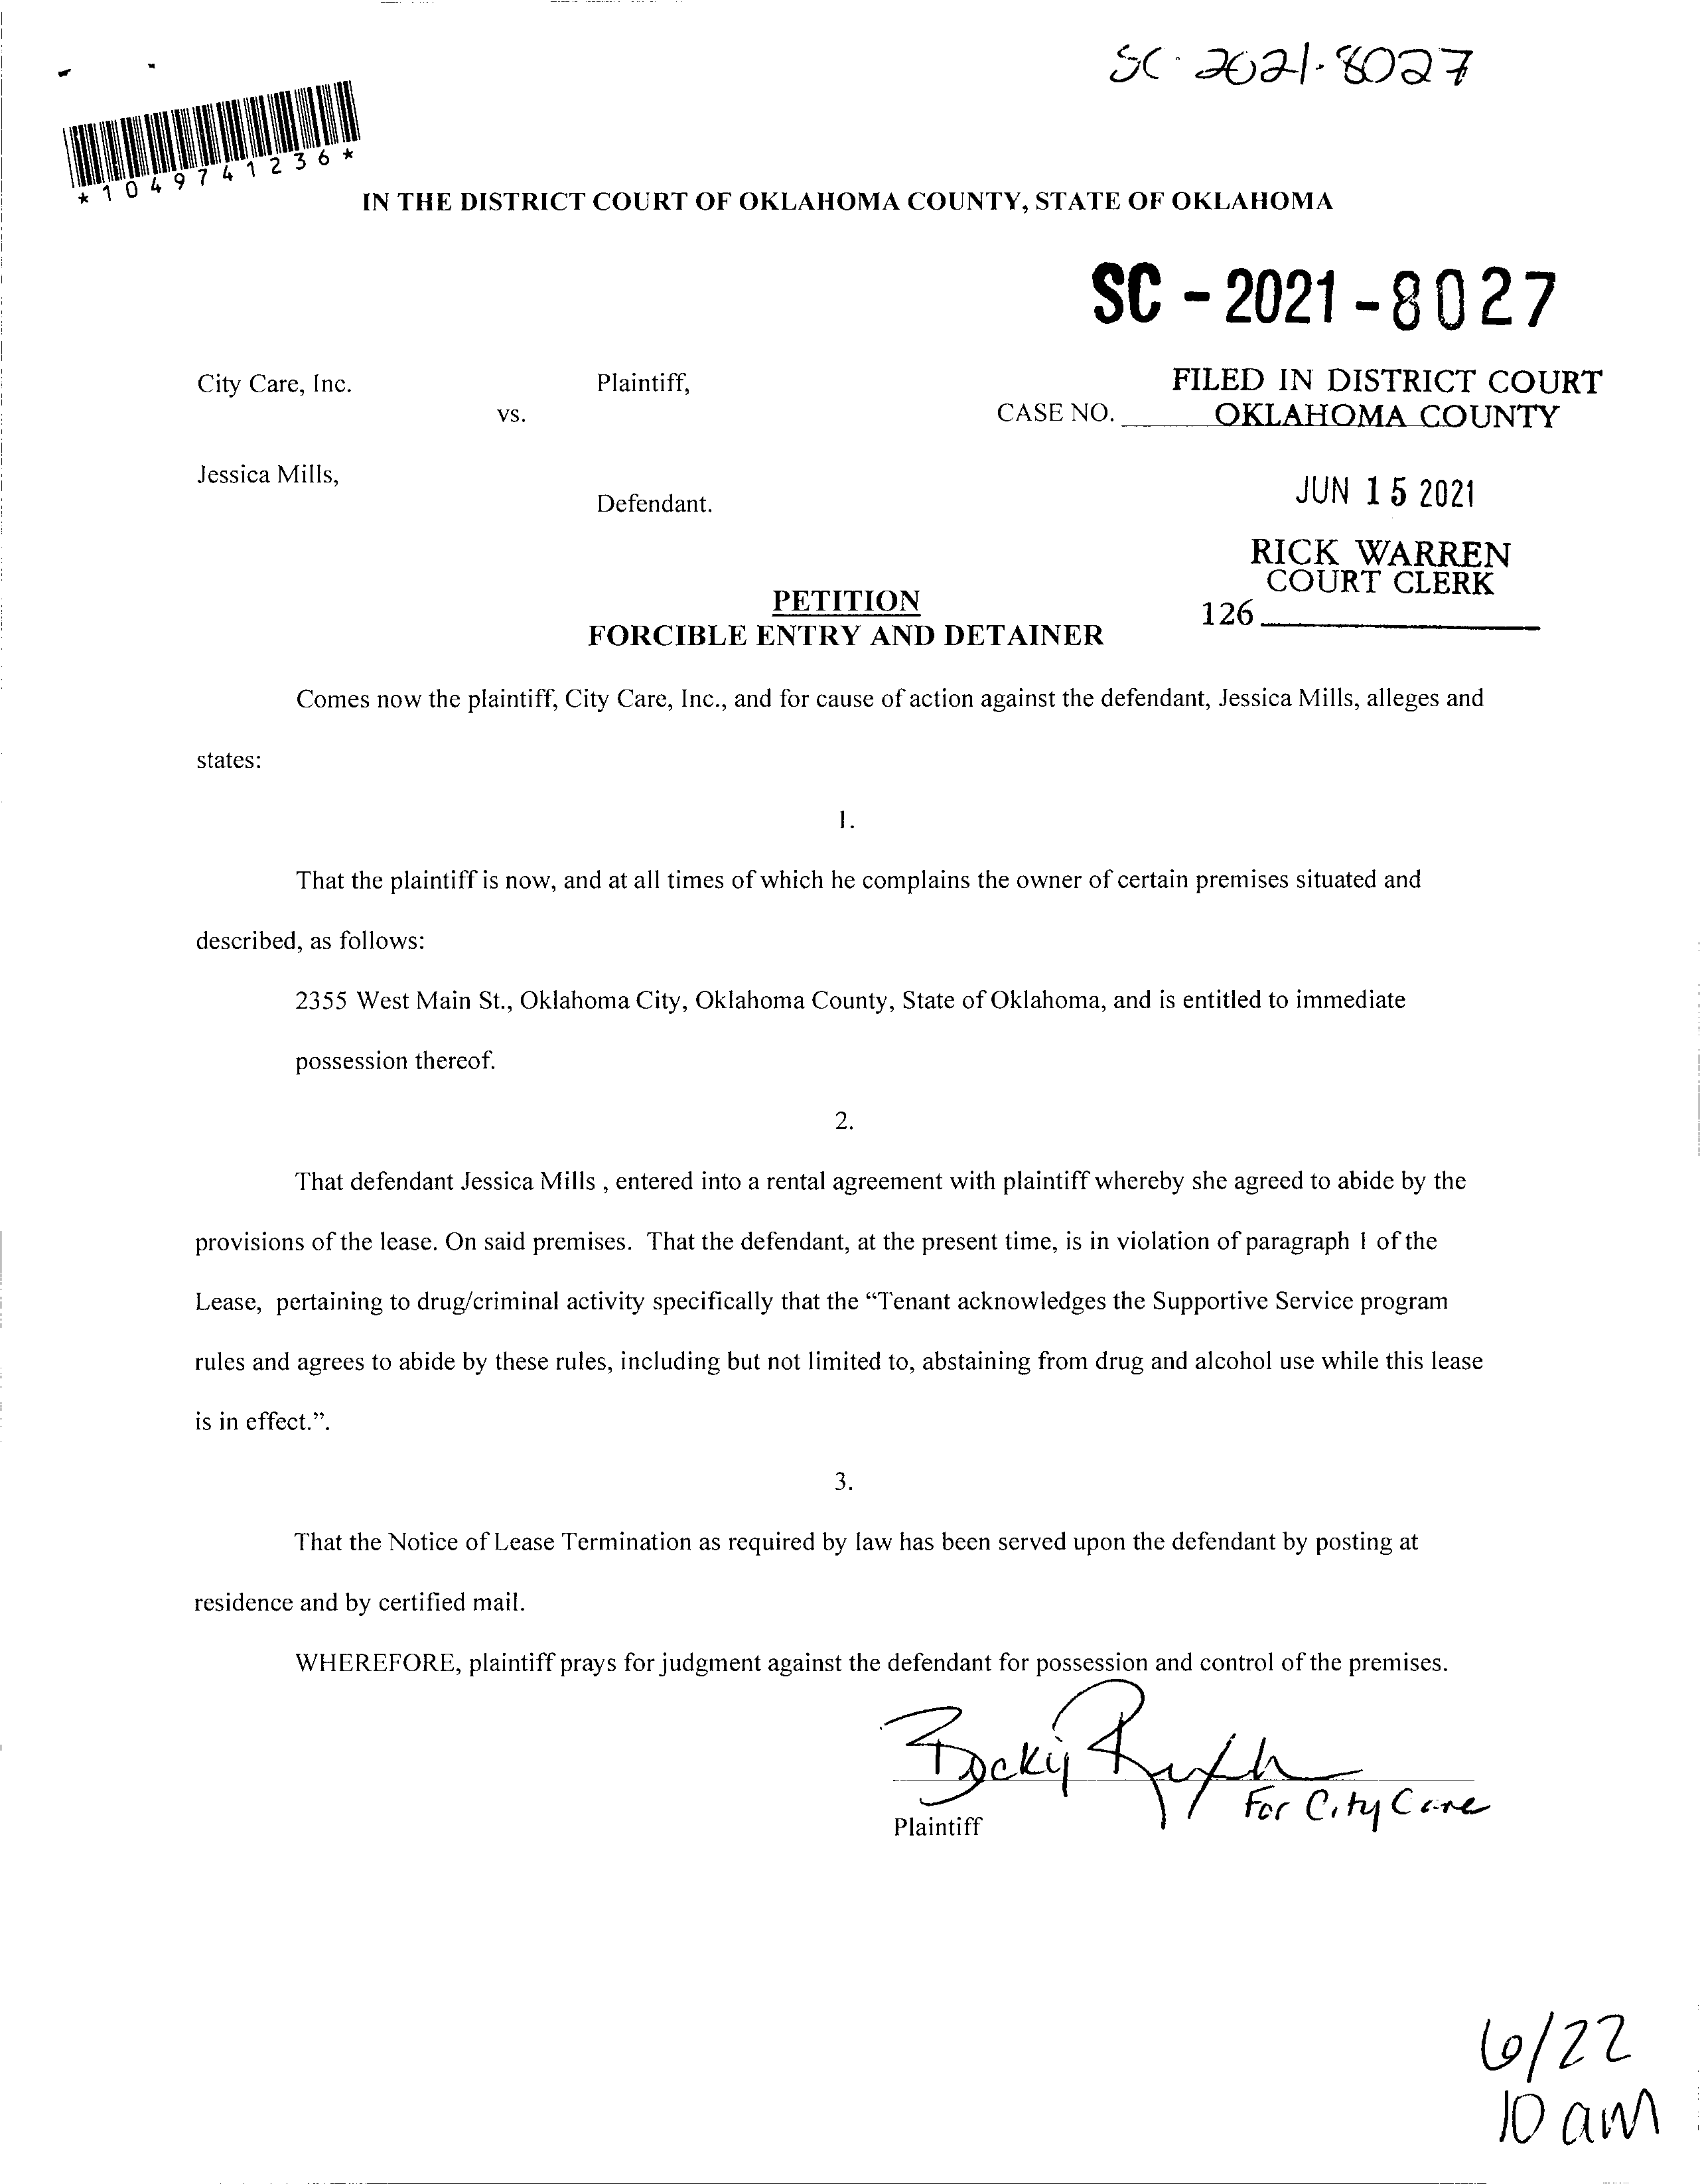 SC-2021-8027
*1049741236*
IN THE DISTRICT COURT OF OKLAHOMA COUNTY, STATE OF OKLAHOMA
SC - 2021 - 8027
City Care, Inc. Plaintiff,
FILED IN DISTRICT COURT
vs. CASE NO. OKLAHOMA COUNTY
Jessica Mills,
Defendant.
JUN 15 2021
RICK WARREN
COURT CLERK
126
PETITION
FORCIBLE ENTRY AND DETAINER
Comes now the plaintiff, City Care, Inc., and for cause of action against the defendant, Jessica Mills, alleges and
states:
1.
That the plaintiff is now, and at all times of which he complains the owner of certain premises situated and
described, as follows:
2355 West Main St., Oklahoma City, Oklahoma County, State of Oklahoma, and is entitled to immediate
possession thereof.
2.
That defendant Jessica Mills , entered into a rental agreement with plaintiff whereby she agreed to abide by the
provisions of the lease. On said premises. That the defendant, at the present time, is in violation of paragraph 1 of the
Lease, pertaining to drug/criminal activity specifically that the “Tenant acknowledges the Supportive Service program
rules and agrees to abide by these rules, including but not limited to, abstaining from drug and alcohol use while this lease
is in effect.”.
3.
That the Notice of Lease Termination as required by law has been served upon the defendant by posting at
residence and by certified mail.
WHEREFORE, plaintiff prays for judgment against the defendant for possession and control of the premises.
Becky
For City Care
Plaintiff
6/22
10 am